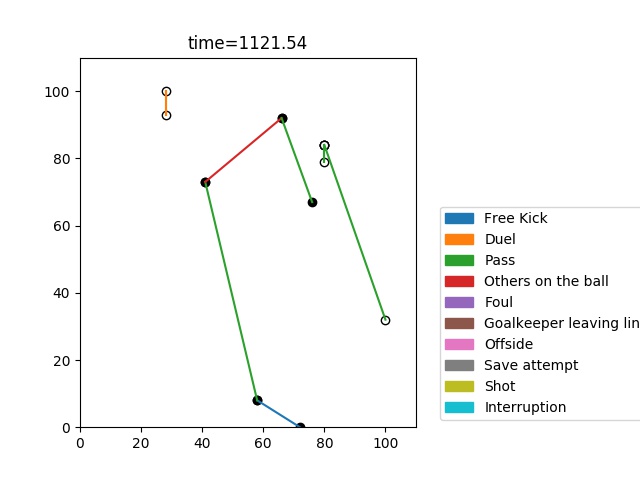 time=1121.54
100
80
60
40
20
0
0 20 40 60 80 100
Free Kick
Duel
Pass
Others on the ball
Foul
Goalkeeper leaving lin
Offside
Save attempt
Shot
Interruption